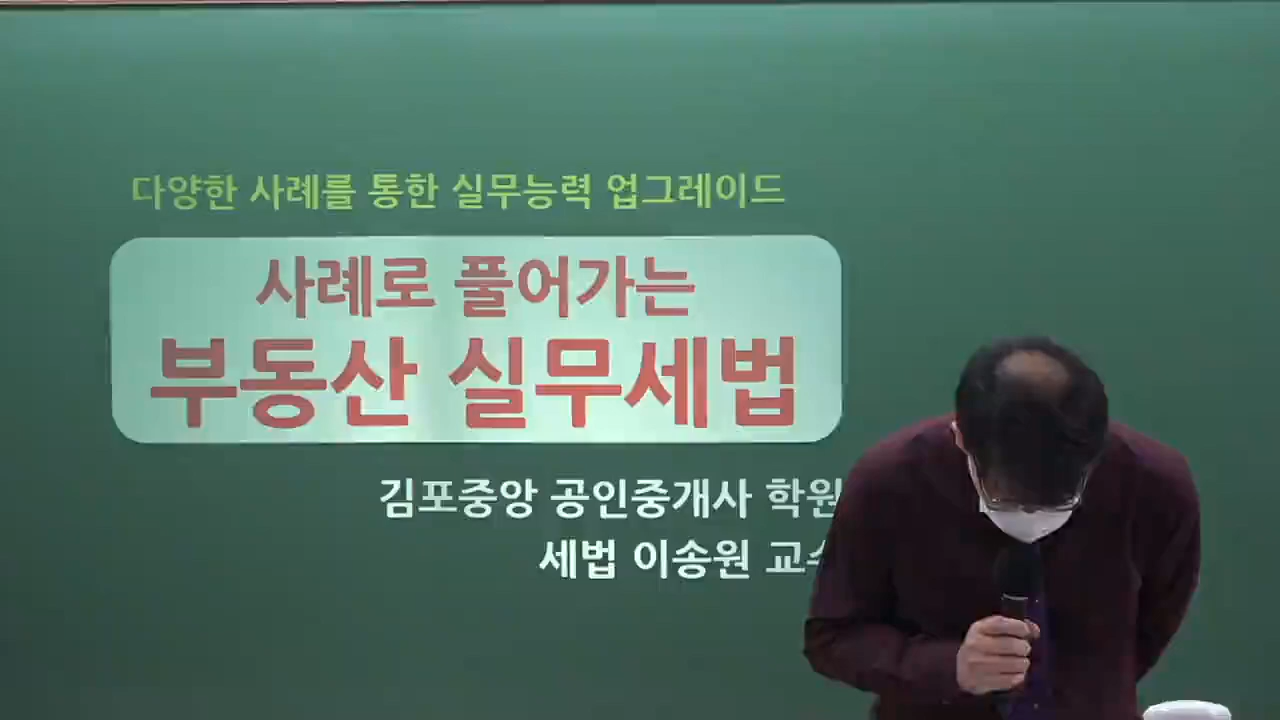 다양한 사례를 통한 실무능력 업그레이드
사례로 풀어가는
부동산 실무세법
김포중앙 공인중개사 학원
세법 이송원 교수